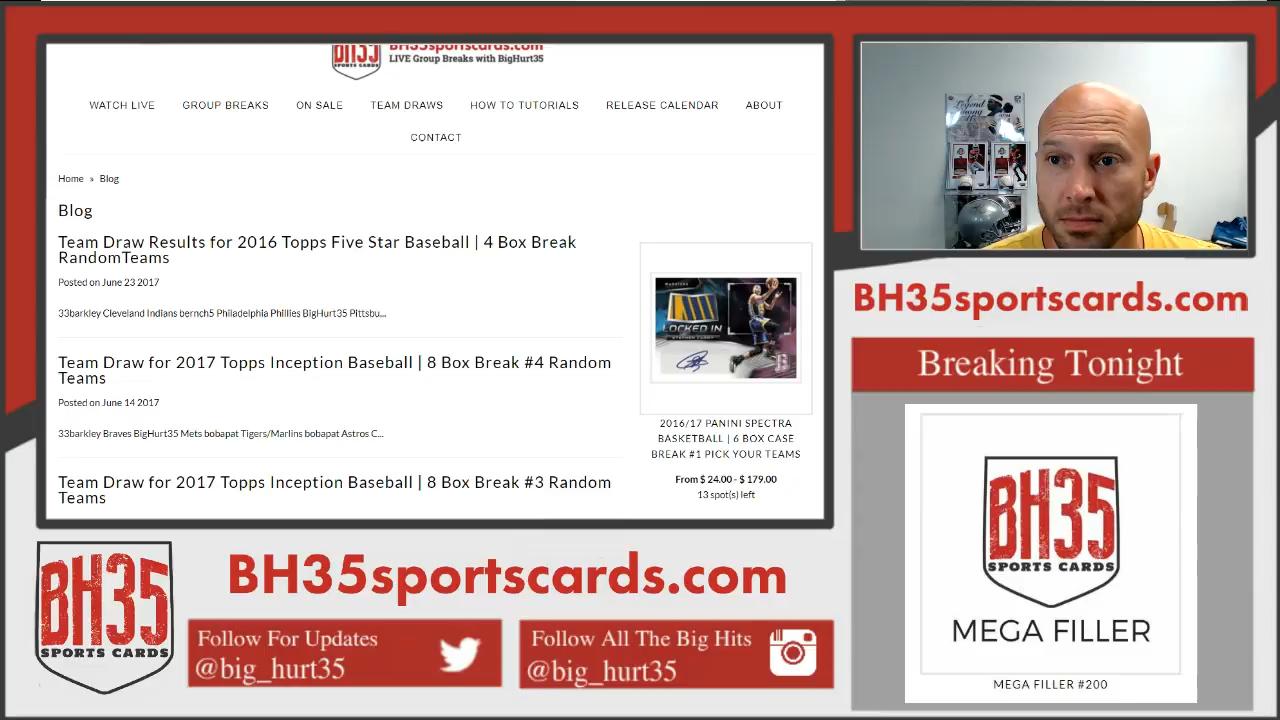 BH35
SPORTS CARDS
BH35sportscards.com
LIVE Group Breaks with BigHurt35
WATCH LIVE
GROUP BREAKS
ON SALE
TEAM DRAWS
HOW TO TUTORIALS
RELEASE CALENDAR
ABOUT
CONTACT
Home » Blog
Blog
Team Draw Results for 2016 Topps Five Star Baseball | 4 Box Break
RandomTeams
Posted on June 23 2017
33barkley Cleveland Indians bernch5 Philadelphia Phillies BigHurt35 Pittsbu...
Team Draw for 2017 Topps Inception Baseball | 8 Box Break #4 Random
Teams
Posted on June 14 2017
33barkley Braves BigHurt35 Mets bobapat Tigers/Marlins bobapat Astros C...
Team Draw for 2017 Topps Inception Baseball | 8 Box Break #3 Random
Teams
LOCKED IN
2016/17 PANINI SPECTRA
BASKETBALL | 6 BOX CASE
BREAK #1 PICK YOUR TEAMS
From $ 24.00 - $ 179.00
13 spot(s) left
Legend
BH35sportscards.com
Breaking Tonight
BH35
SPORTS CARDS
MEGA FILLER
MEGA FILLER #200
BH35
SPORTS CARDS
BH35sportscards.com
Follow For Updates
@big_hurt35
Follow All The Big Hits
@big_hurt35